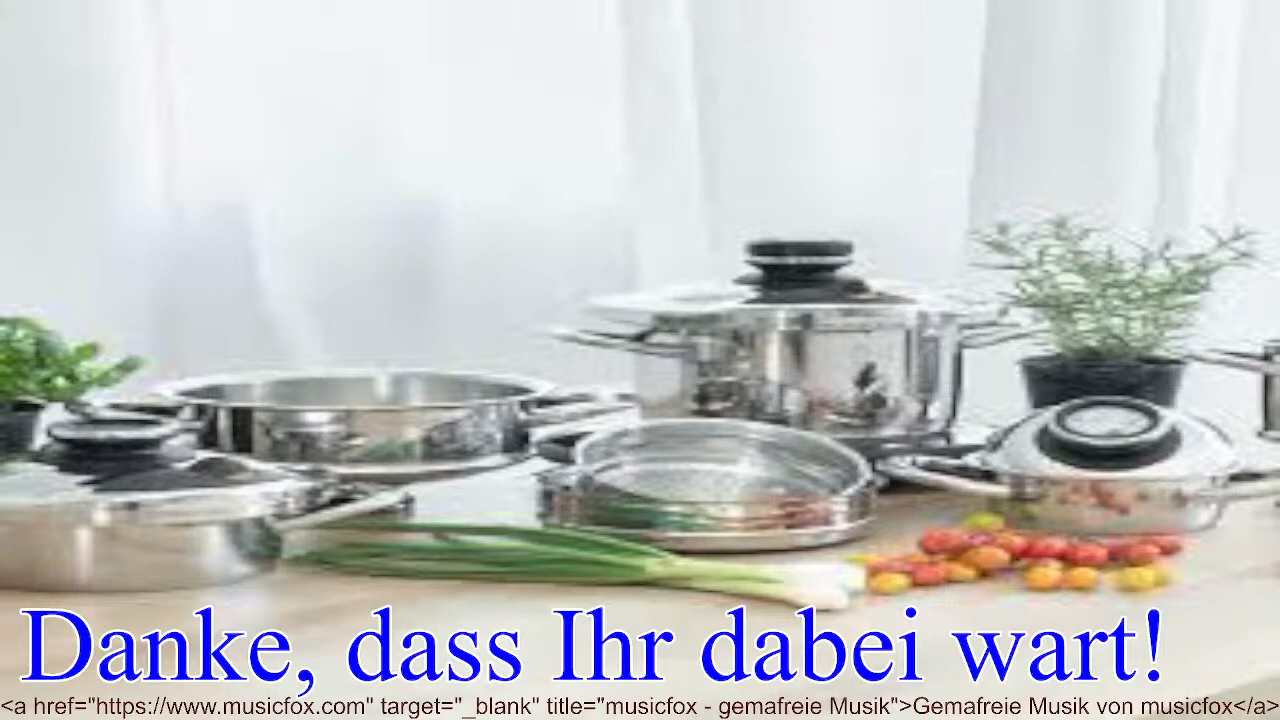 Danke, dass Ihr dabei wart!
<a href="https://www.musicfox.com" target="_blank" title="musicfox - gemafreie Musik">Gemafreie Musik von musicfox</a>